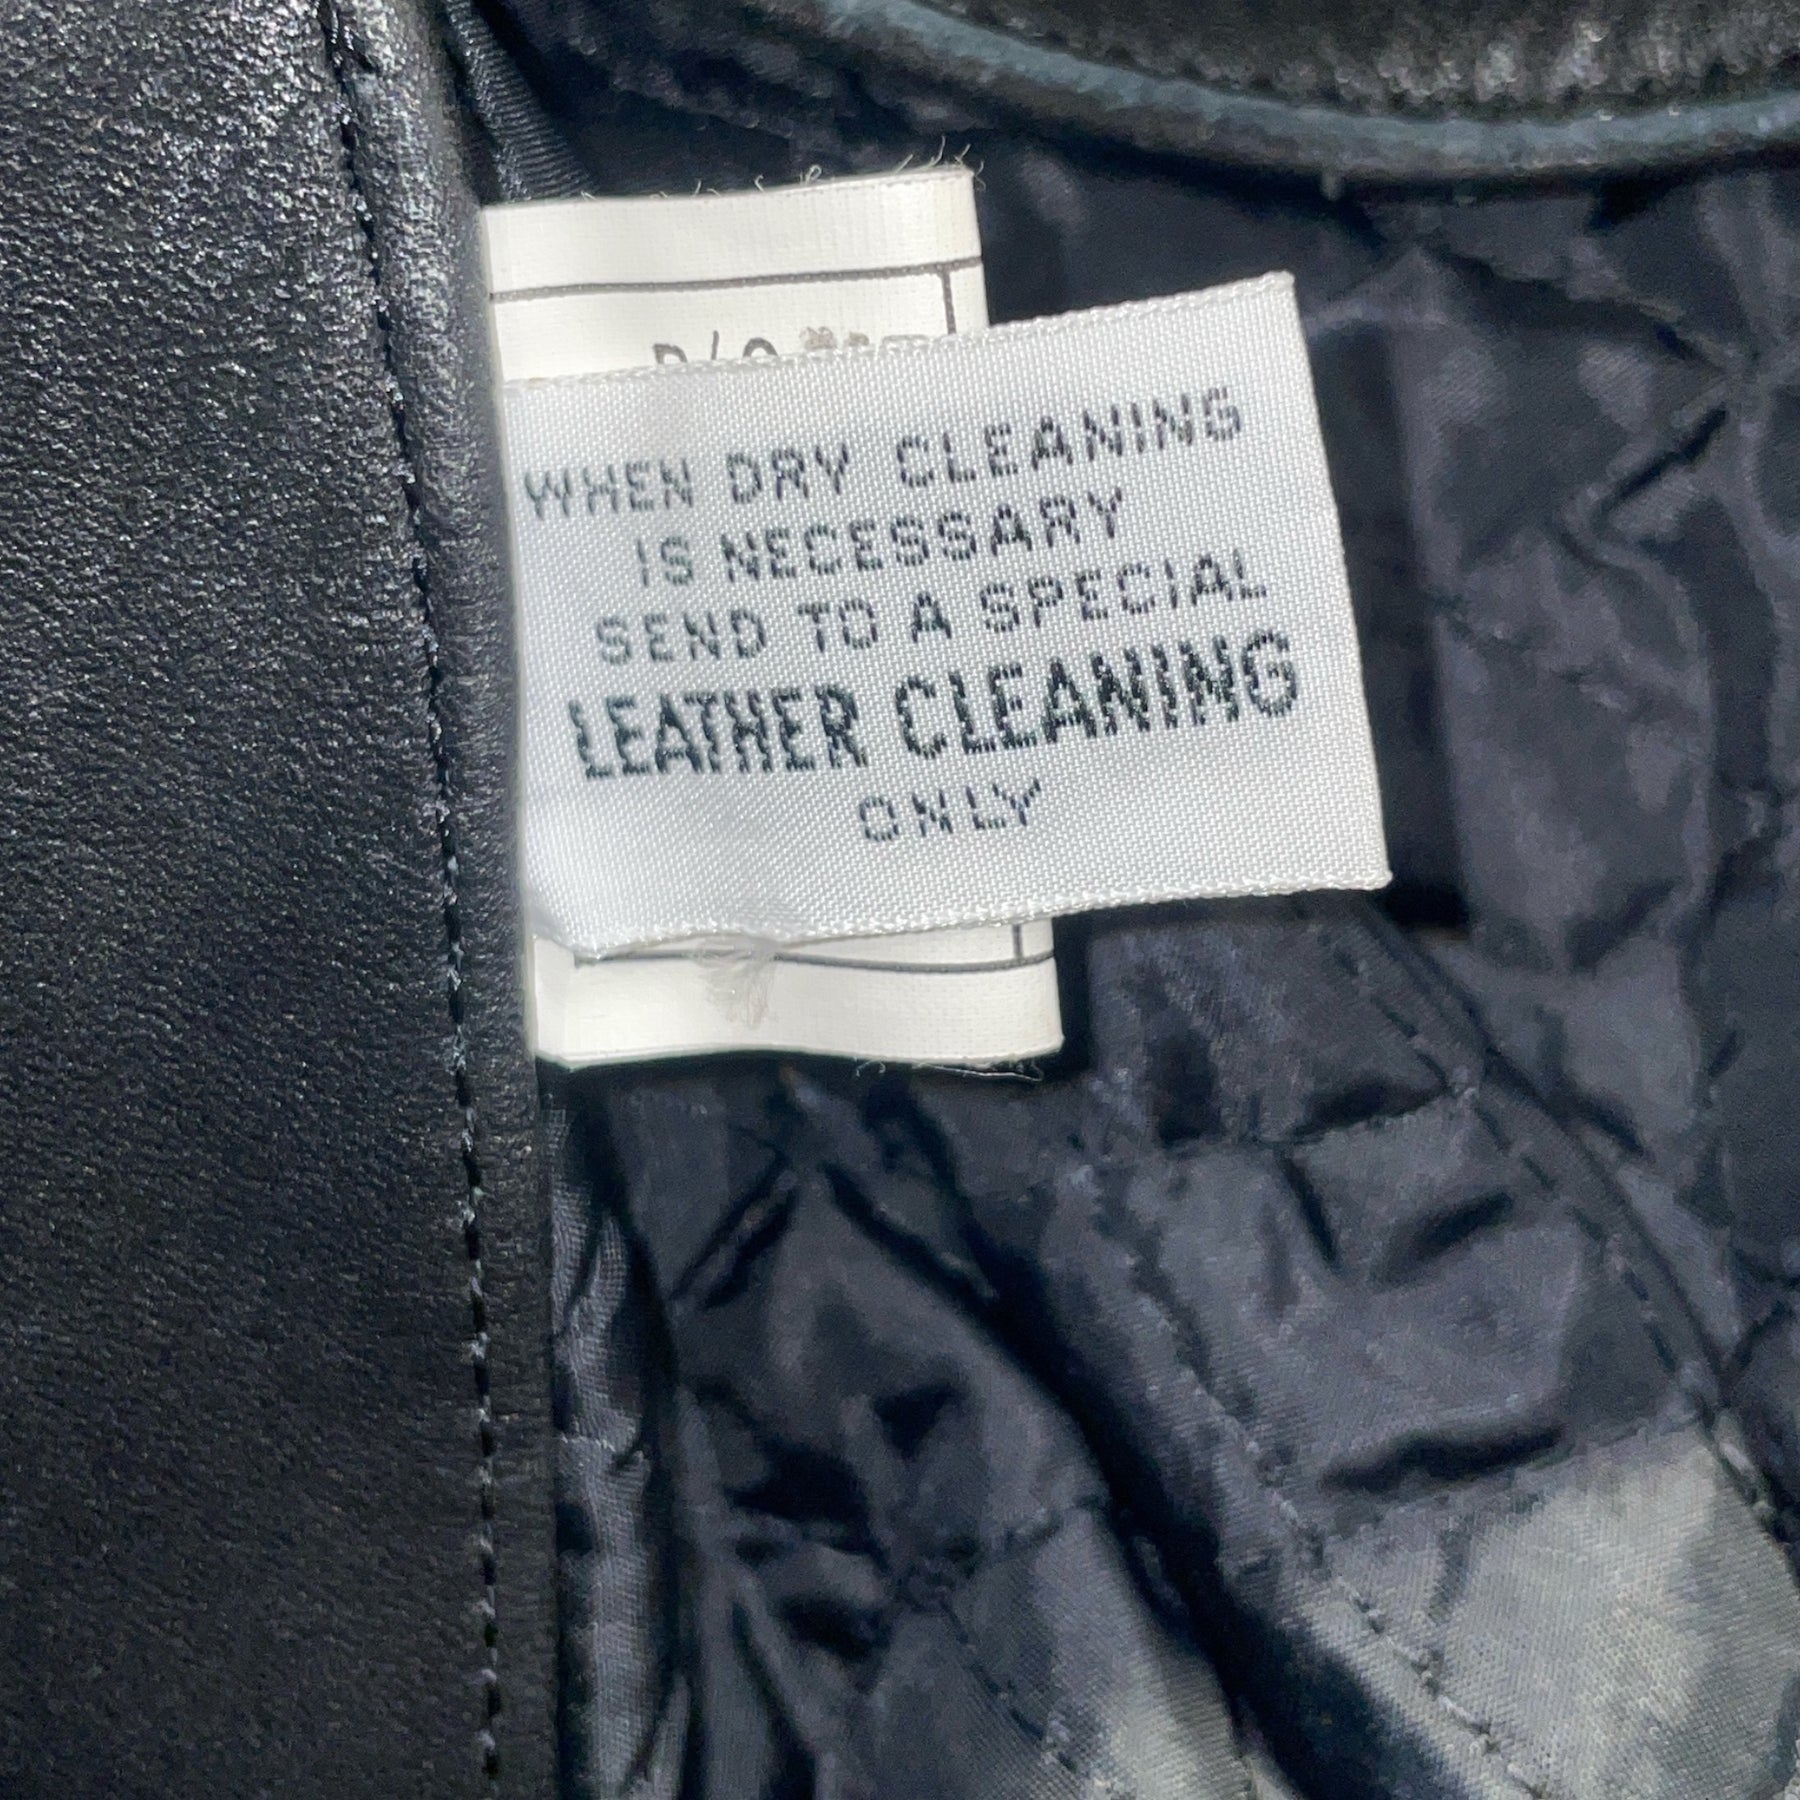 WHEN DRY CLEANING
IS NECESSARY
SEND TO A SPECIAL
LEATHER CLEANING
ONLY